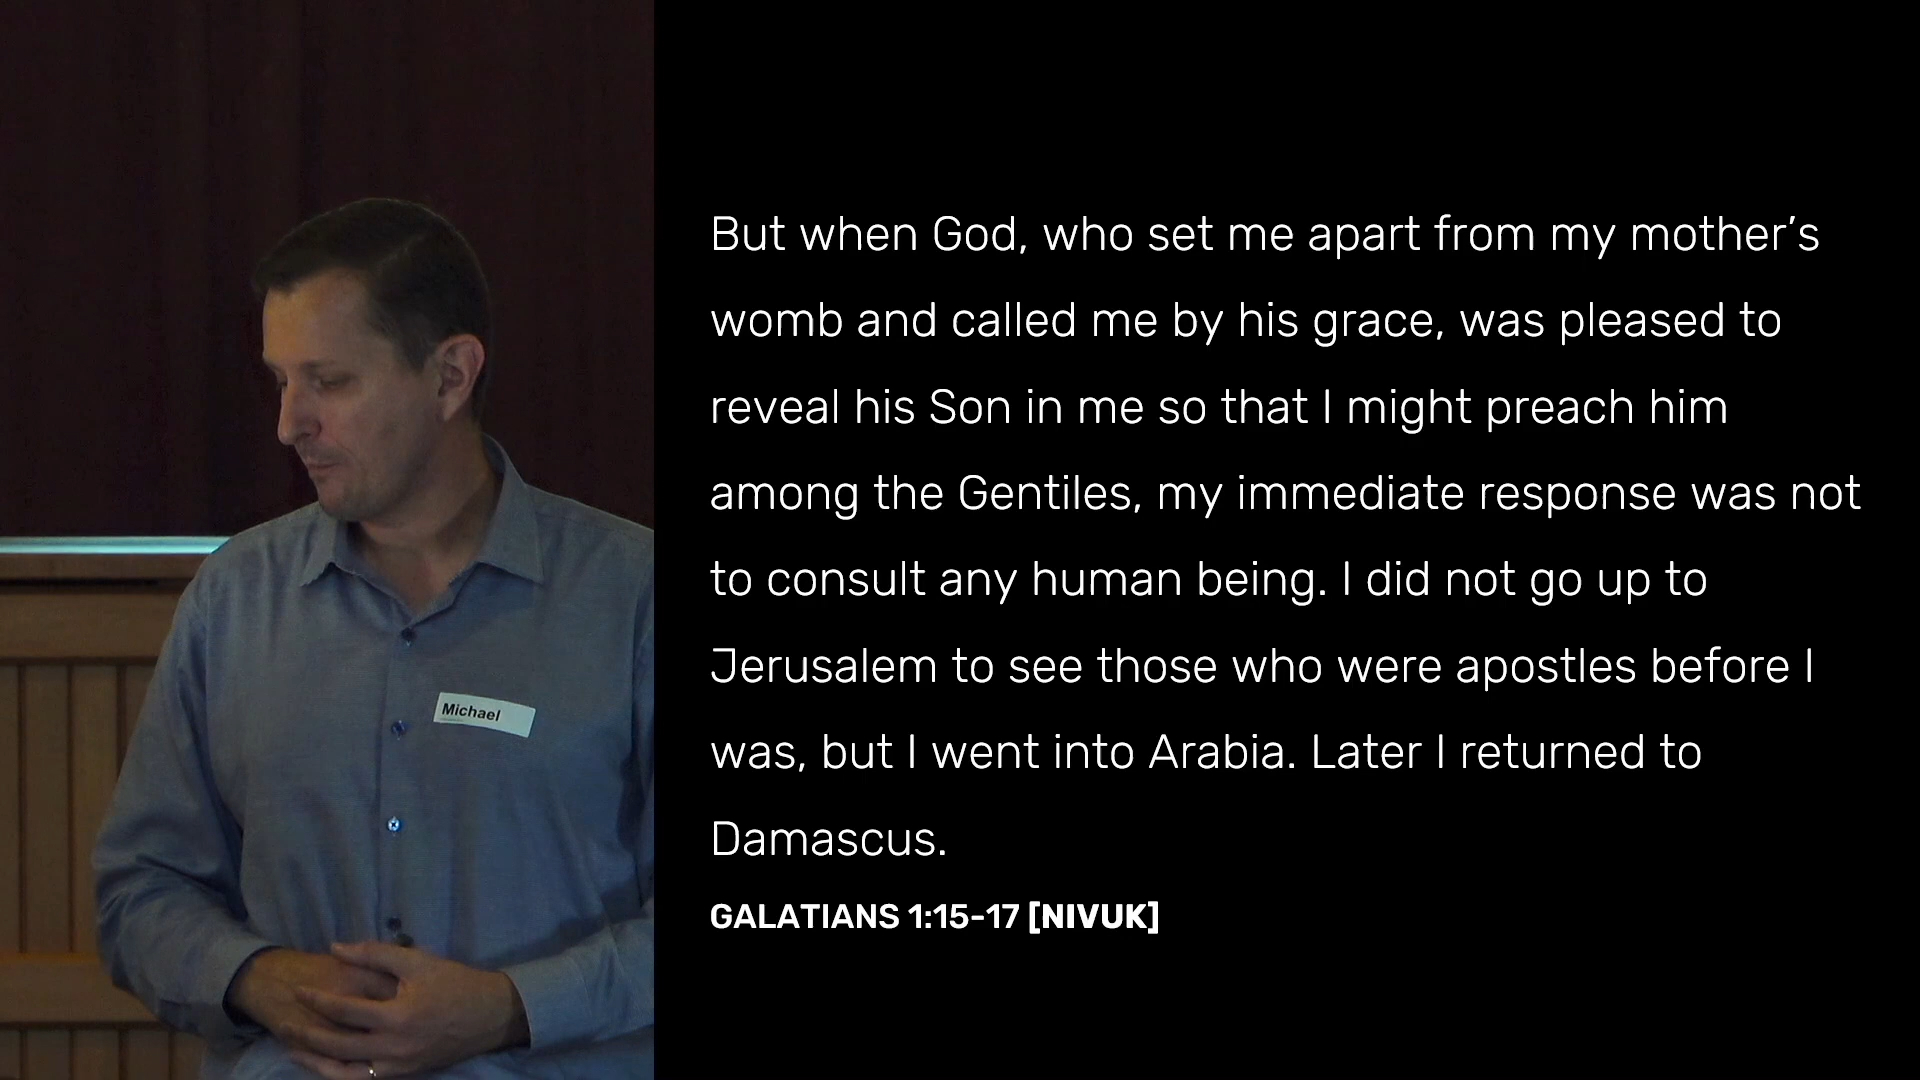 Michael
But when God, who set me apart from my mother’s
womb and called me by his grace, was pleased to
reveal his Son in me so that I might preach him
among the Gentiles, my immediate response was not
to consult any human being. I did not go up to
Jerusalem to see those who were apostles before I
was, but I went into Arabia. Later I returned to
Damascus.
GALATIANS 1:15-17 [NIVUK]